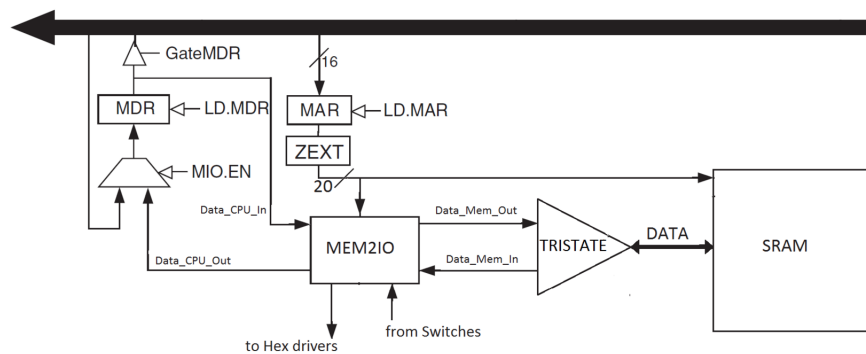 GateMDR
16
MDR
LD.MDR
MAR
LD.MAR
ZEXT
MIO.EN
20
Data_CPU_In
Data_Mem_Out
MEM2IO
TRISTATE
DATA
SRAM
Data_CPU_Out
Data_Mem_In
to Hex drivers
from Switches